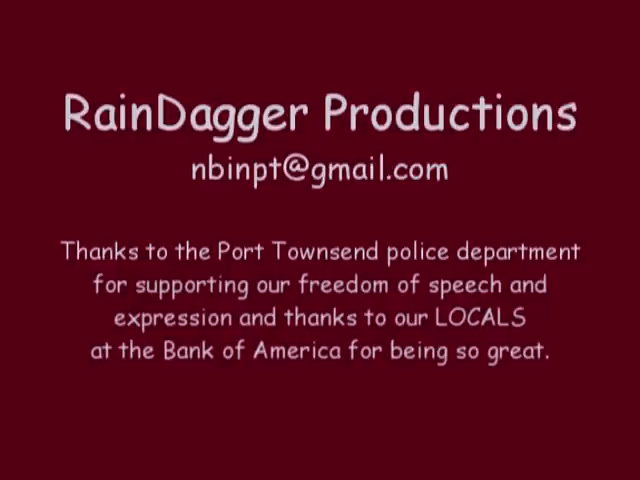 RainDagger Productions
nbinpt@gmail.com
Thanks to the Port Townsend police department
for supporting our freedom of speech and
expression and thanks to our LOCALS
at the Bank of America for being so great.